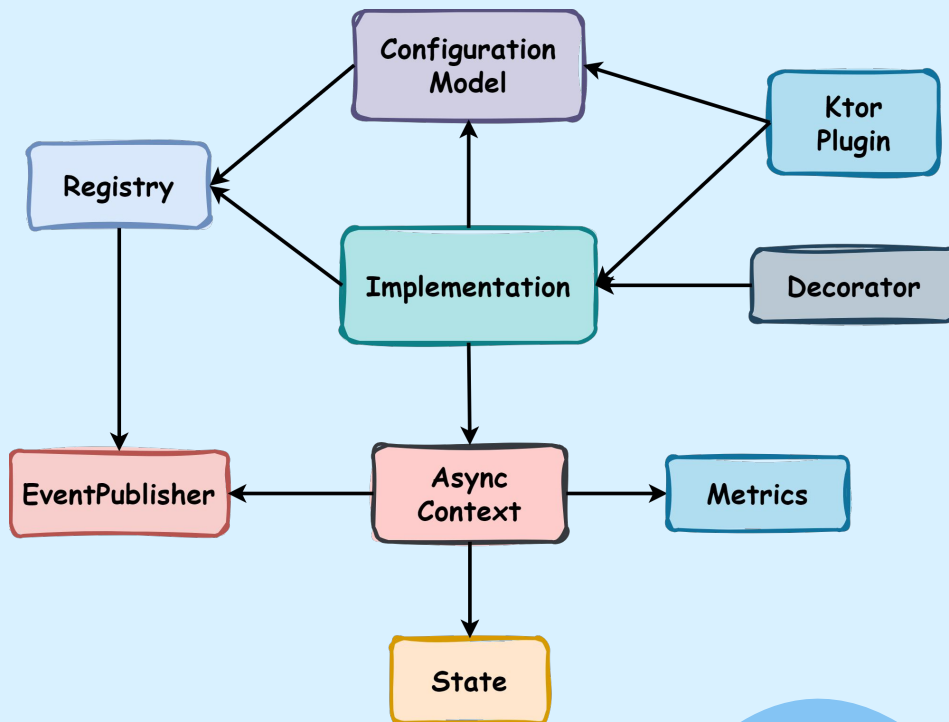 Configuration
Model
Ktor
Plugin
Registry
Implementation
Decorator
EventPublisher
Async
Context
Metrics
State